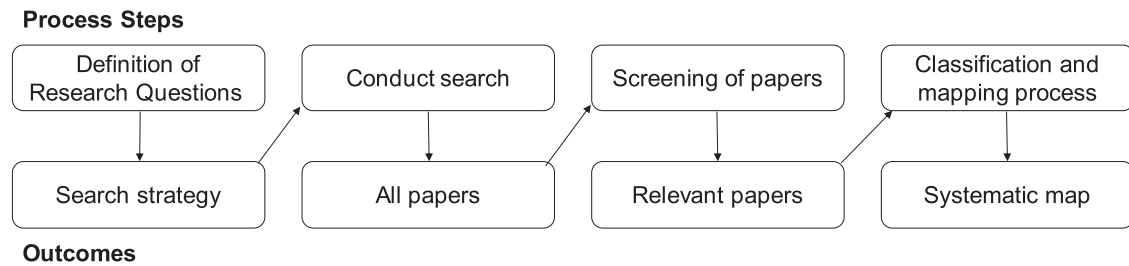 Process Steps
Definition of
Research Questions
Conduct search
Screening of papers
Classification and
mapping process
Search strategy
All papers
Relevant papers
Systematic map
Outcomes